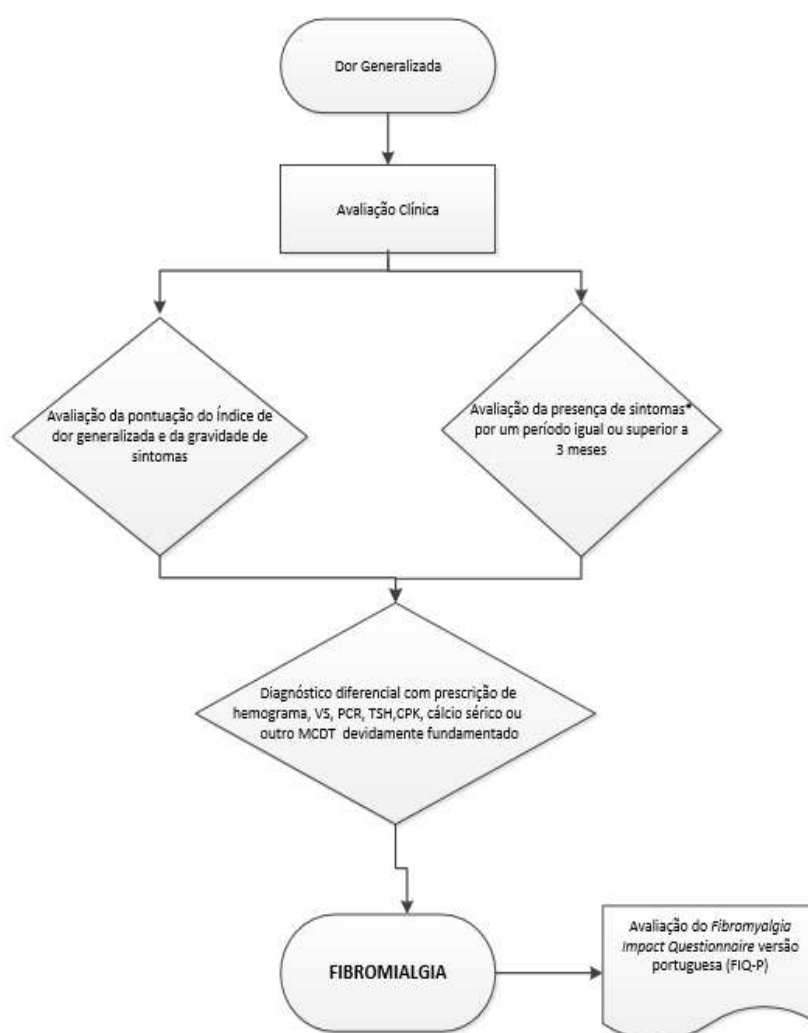 Dor Generalizada
Avaliação Clínica
Avaliação da pontuação do Índice de
dor generalizada e da gravidade de
sintomas
Avaliação da presença de sintomas*
por um período igual ou superior a
3 meses
Diagnóstico diferencial com prescrição de
hemograma, VS, PCR, TSH,CPK, cálcio sérico ou
outro MCDT devidamente fundamentado
FIBROMIALGIA
Avaliação do Fibromyalgia
Impact Questionnaire versão
portuguesa (FIQ-P)